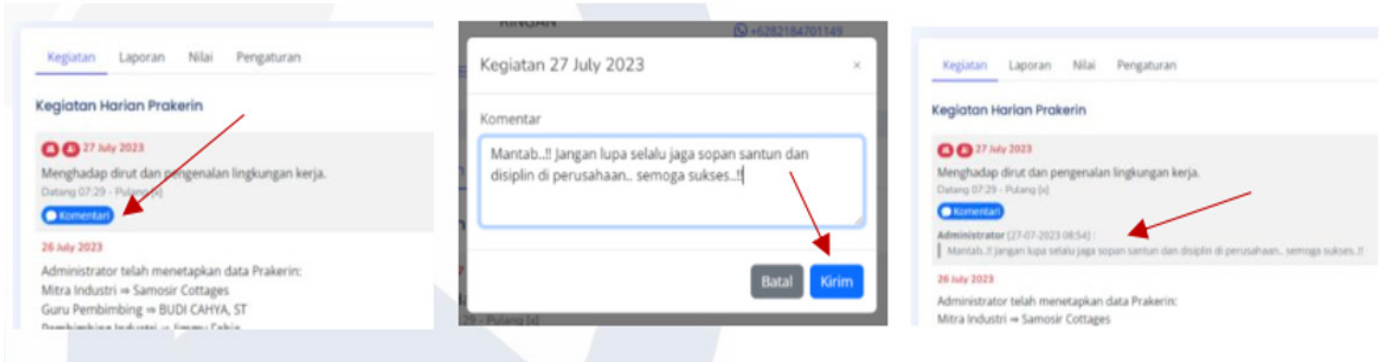 Kegiatan Laporan Nilai Pengaturan
Kegiatan Harian Prakerin
27 July 2023
Menghadap dirut dan pengenalan lingkungan kerja.
Datang 07:29 - Pulang [x]
Komentari
26 July 2023
Administrator telah menetapkan data Prakerin:
Mitra Industri ⇒ Samosir Cottages
Guru Pembimbing ⇒ BUDI CAHYA, ST
RINGAN
+6282184701149
Kegiatan 27 July 2023 ×
Komentar
Mantab..!! Jangan lupa selalu jaga sopan santun dan
disiplin di perusahaan.. semoga sukses..!!
Batal Kirim
:29 - Pulang [x]
Kegiatan Laporan Nilai Pengaturan
Kegiatan Harian Prakerin
27 July 2023
Menghadap dirut dan pengenalan lingkungan kerja.
Datang 07:29 - Pulang [x]
Komentari
Administrator [27-07-2023 08:54] :
Mantab..!! Jangan lupa selalu jaga sopan santun dan disiplin di perusahaan.. semoga sukses..!!
26 July 2023
Administrator telah menetapkan data Prakerin:
Mitra Industri ⇒ Samosir Cottages